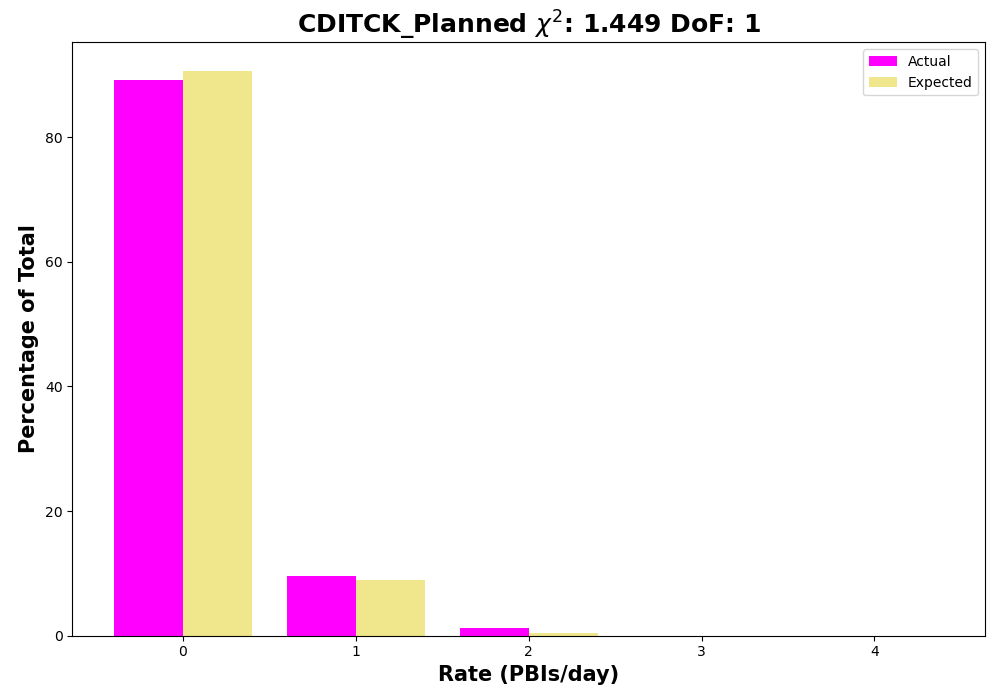 CDITCK_Planned χ²: 1.449 DoF: 1
Actual
Expected
Percentage of Total
80
60
40
20
0
0 1 2 3 4
Rate (PBIs/day)